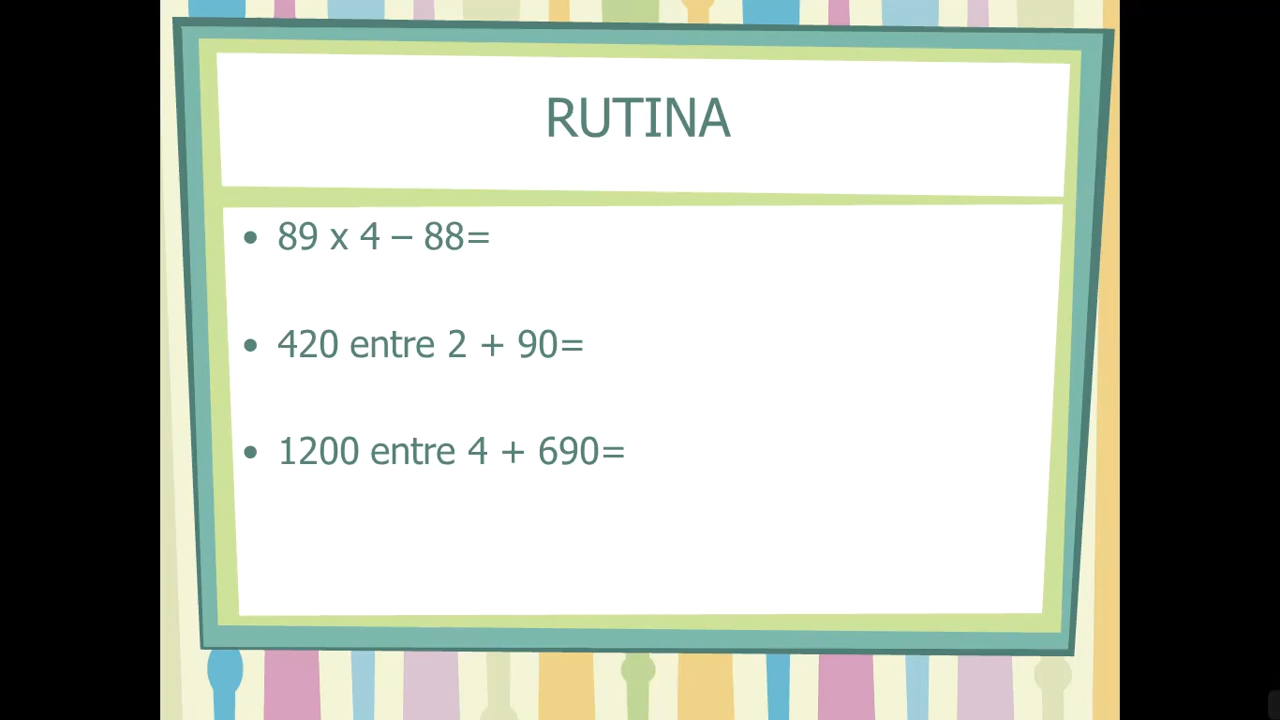 RUTINA
• 89 x 4 – 88=
• 420 entre 2 + 90=
• 1200 entre 4 + 690=